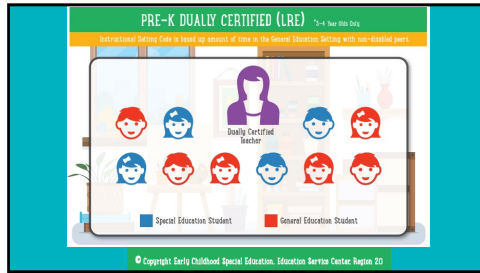 PRE-K DUALLY CERTIFIED (LRE) *3-4 Year Olds Only
Instructional Setting Code is based up amount of time in the General Education Setting with non-disabled peers
Dually Certified
Teacher
Special Education Student
General Education Student
© Copyright Early Childhood Special Education, Education Service Center, Region 20